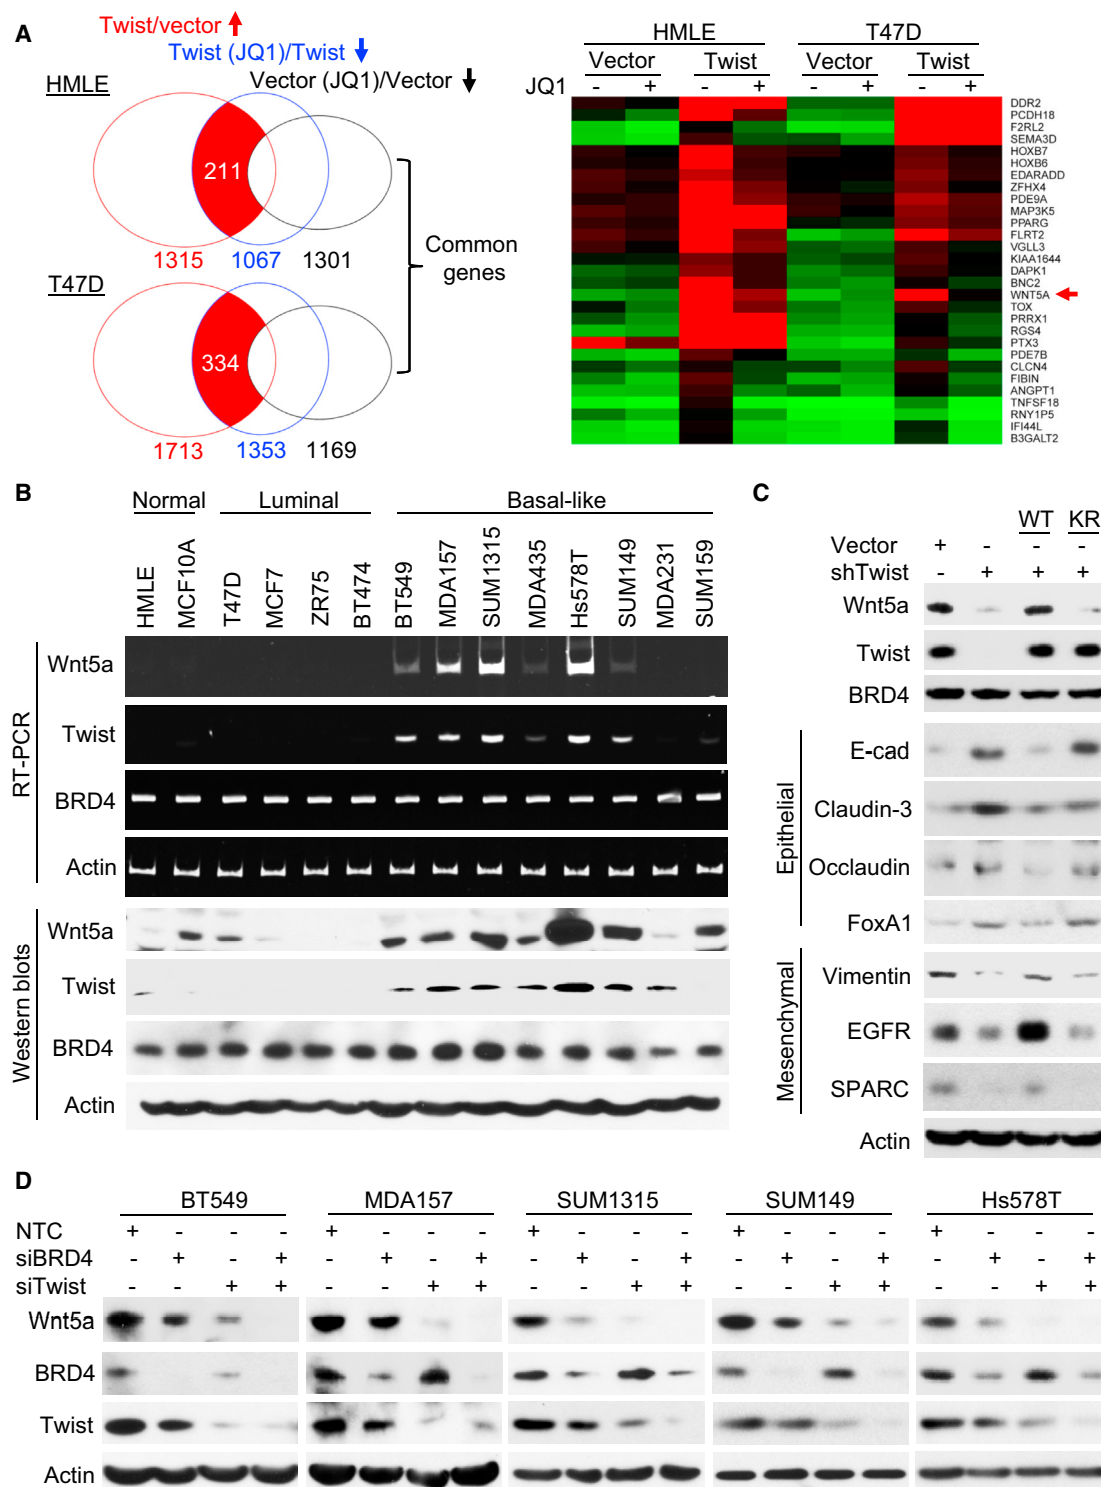 A
Twist/vector
Twist (JQ1)/Twist
Vector (JQ1)/Vector
HMLE
211
1315 1067 1301
T47D
334
1713 1353 1169
Common
genes
HMLE T47D
Vector Twist Vector Twist
JQ1 - + - + - + - +
DDR2
PCDH18
F2RL2
SEMA3D
HOXB7
HOXB6
EDARADD
ZFHX4
PDE9A
MAP3K5
PPARG
FLRT2
VGLL3
KIAA1644
DAPK1
BNC2
WNT5A
TOX
PRRX1
RGS4
PTX3
PDE7B
CLCN4
FIBIN
ANGPT1
TNFSF18
RNY1P5
IFI44L
B3GALT2
B
Normal Luminal Basal-like
HMLE MCF10A T47D MCF7 ZR75 BT474 BT549 MDA157 SUM1315 MDA435 Hs578T SUM149 MDA231 SUM159
RT-PCR
Wnt5a
Twist
BRD4
Actin
Western blots
Wnt5a
Twist
BRD4
Actin
C
WT KR
Vector + - - -
shTwist - + + +
Wnt5a
Twist
BRD4
Epithelial
E-cad
Claudin-3
Occlaudin
FoxA1
Mesenchymal
Vimentin
EGFR
SPARC
Actin
D
BT549 MDA157 SUM1315 SUM149 Hs578T
NTC + - - - + - - - + - - - + - - - + - - -
siBRD4 - + - + - + - + - + - + - + - + - + - +
siTwist - - + + - - + + - - + + - - + + - - + +
Wnt5a
BRD4
Twist
Actin